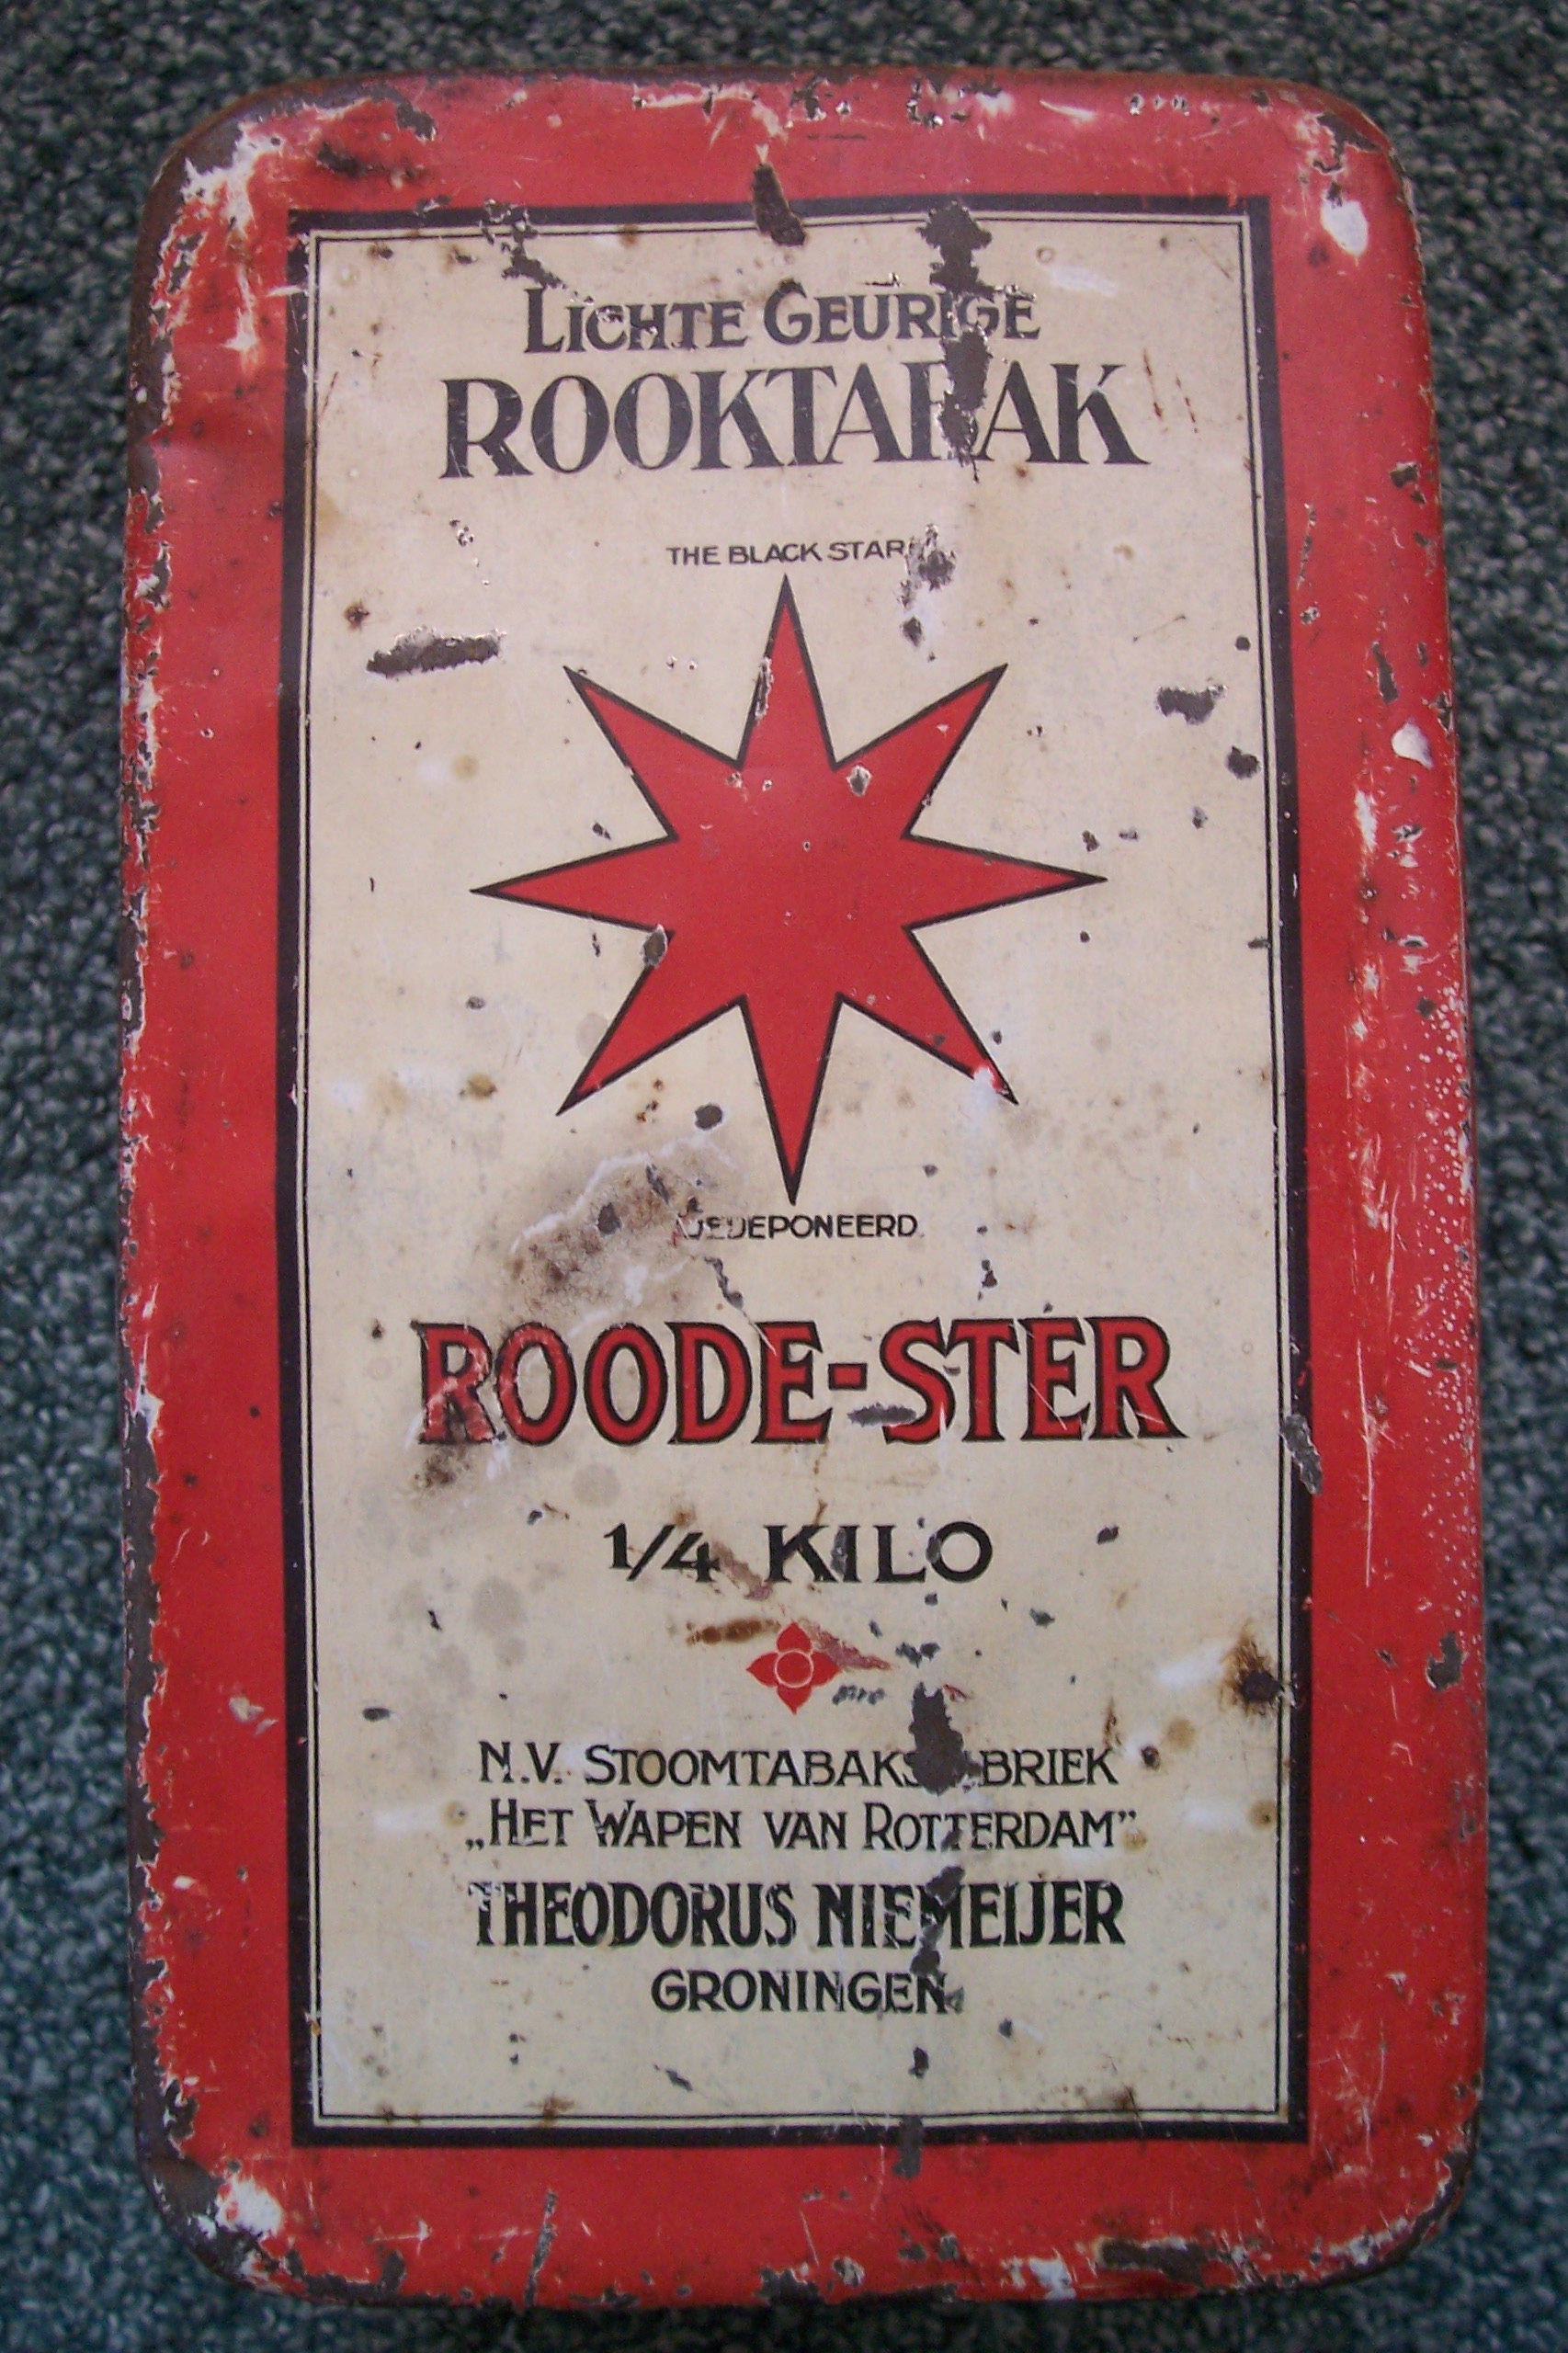 LICHTE GEURIGE
ROOKTABAK
THE BLACK STAR
GEDEPONEERD
ROODE-STER
1/4 KILO
N.V. STOOMTABAKSFABRIEK
„HET WAPEN VAN ROTTERDAM”
THEODORUS NIEMEIJER
GRONINGEN